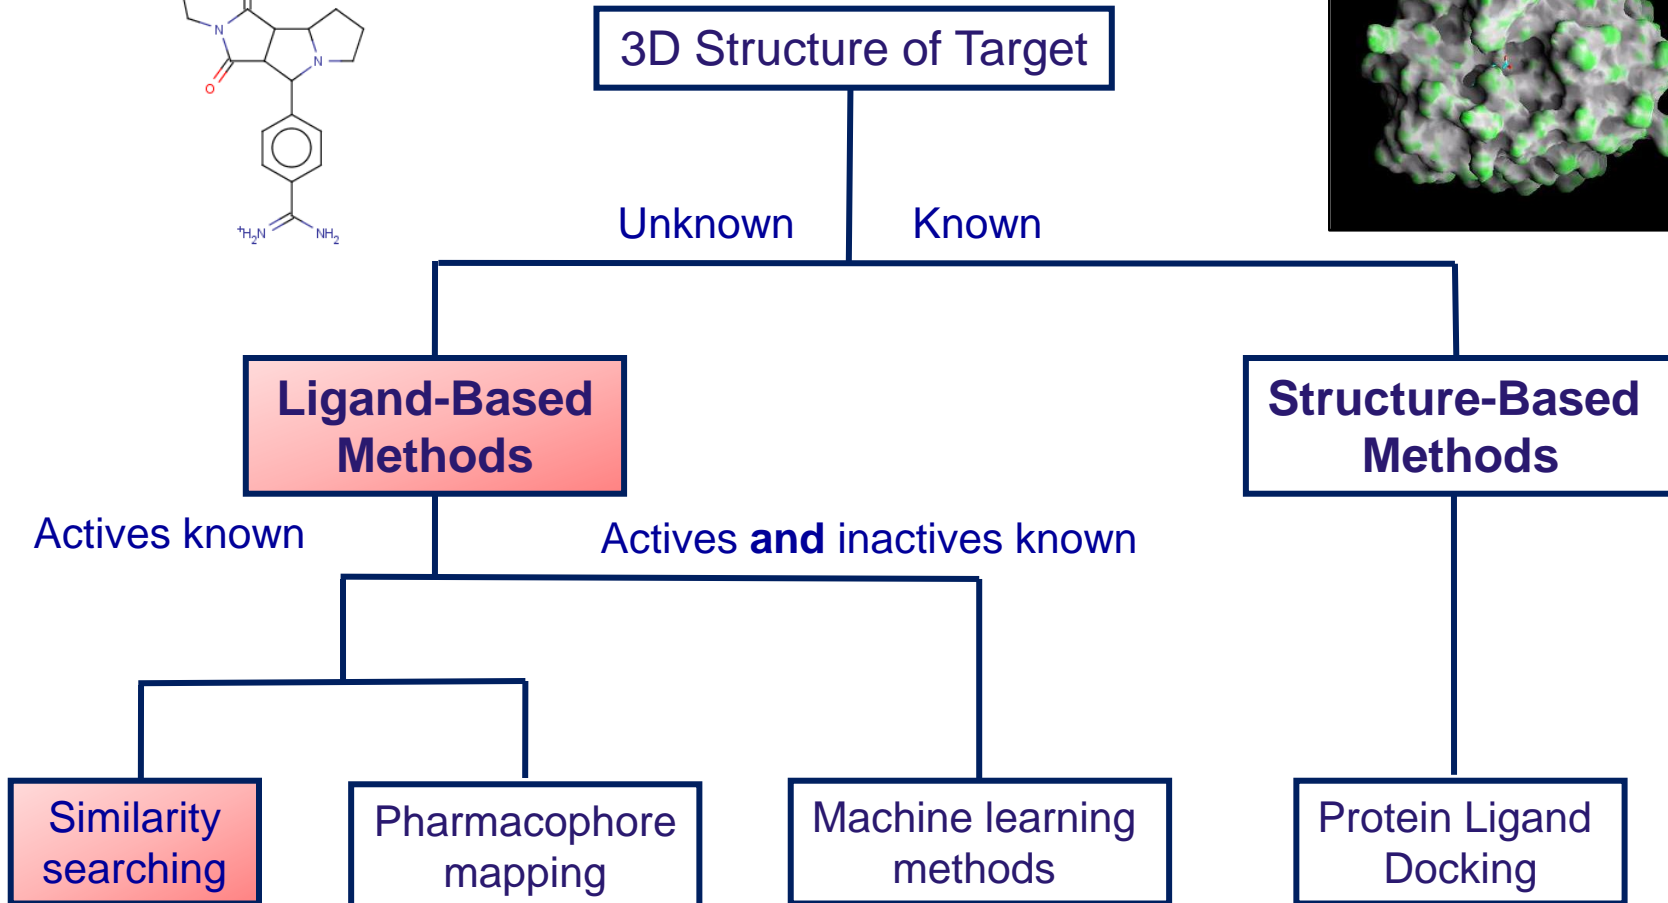 3D Structure of Target
N
N
O
+H2N
NH2
Unknown
Known
Ligand-Based
Methods
Structure-Based
Methods
Actives known
Actives and inactives known
Similarity
searching
Pharmacophore
mapping
Machine learning
methods
Protein Ligand
Docking